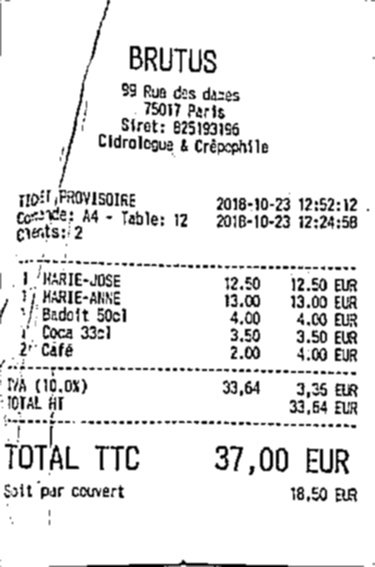 BRUTUS
99 Rue des dames
75017 Paris
Siret: 825193196
Cidrologue & Crêpophile
TICKET PROVISOIRE 2018-10-23 12:52:12
Commande: A4 - Table: 12 2018-10-23 12:24:58
Clients: 2
1 MARIE-JOSE 12.50 12.50 EUR
1 MARIE-ANNE 13.00 13.00 EUR
1 Badoit 50cl 4.00 4.00 EUR
1 Coca 33cl 3.50 3.50 EUR
2 Café 2.00 4.00 EUR
TVA (10.0%) 33,64 3,36 EUR
TOTAL HT 33,64 EUR
TOTAL TTC 37,00 EUR
Soit par couvert 18,50 EUR